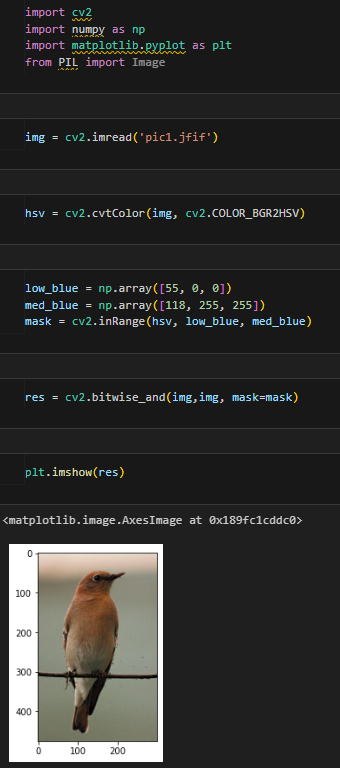 import cv2
import numpy as np
import matplotlib.pyplot as plt
from PIL import Image
img = cv2.imread('pic1.jfif')
hsv = cv2.cvtColor(img, cv2.COLOR_BGR2HSV)
low_blue = np.array([55, 0, 0])
med_blue = np.array([118, 255, 255])
mask = cv2.inRange(hsv, low_blue, med_blue)
res = cv2.bitwise_and(img,img, mask=mask)
plt.imshow(res)
<matplotlib.image.AxesImage at 0x189fc1cddc0>
0
100
200
300
400
0 100 200